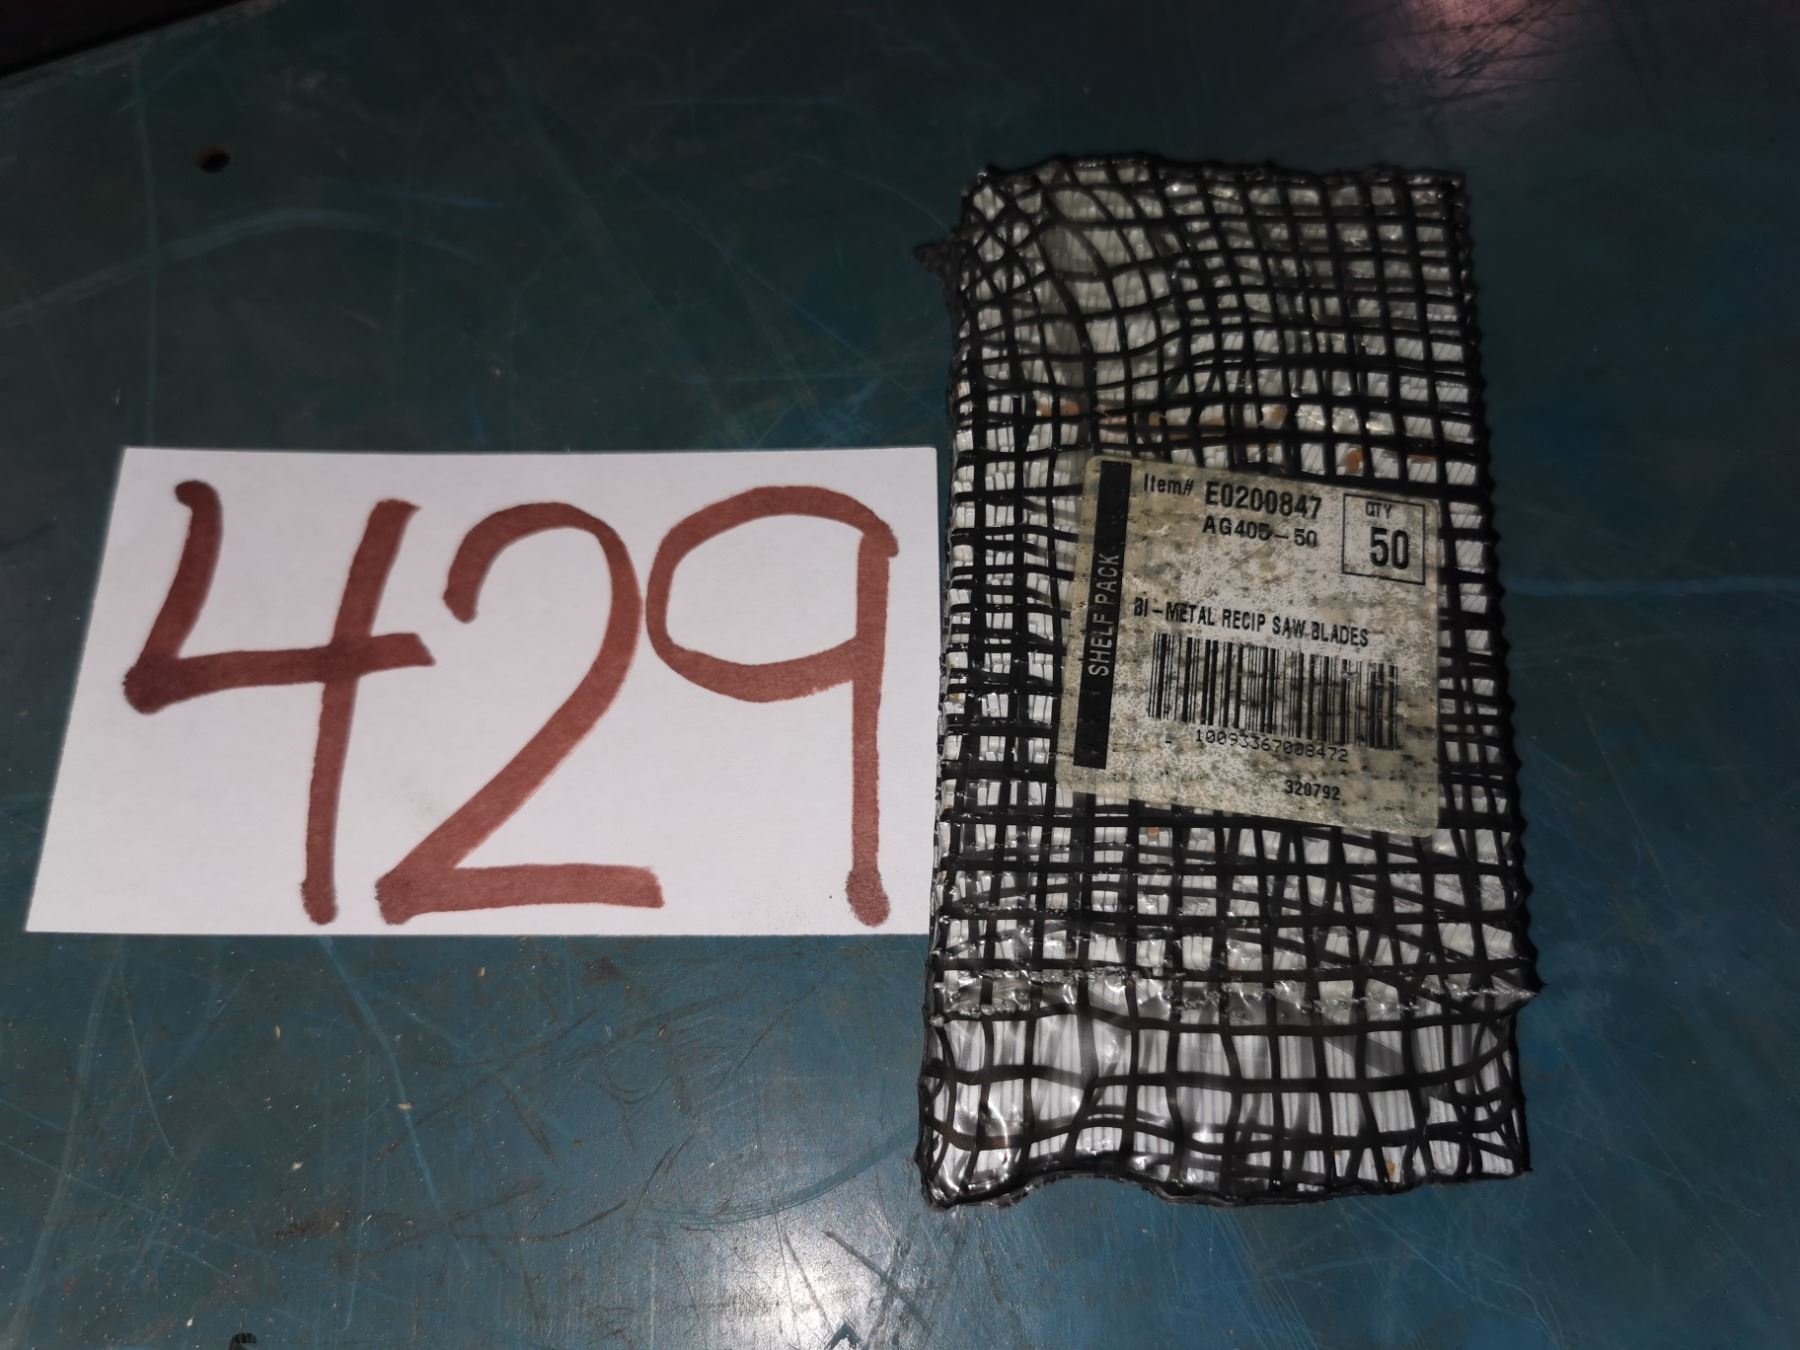 429
Item# E0200847
AG405-50
QTY
50
SHELF PACK
BI-METAL RECIP SAW BLADES
10093367008472
320792